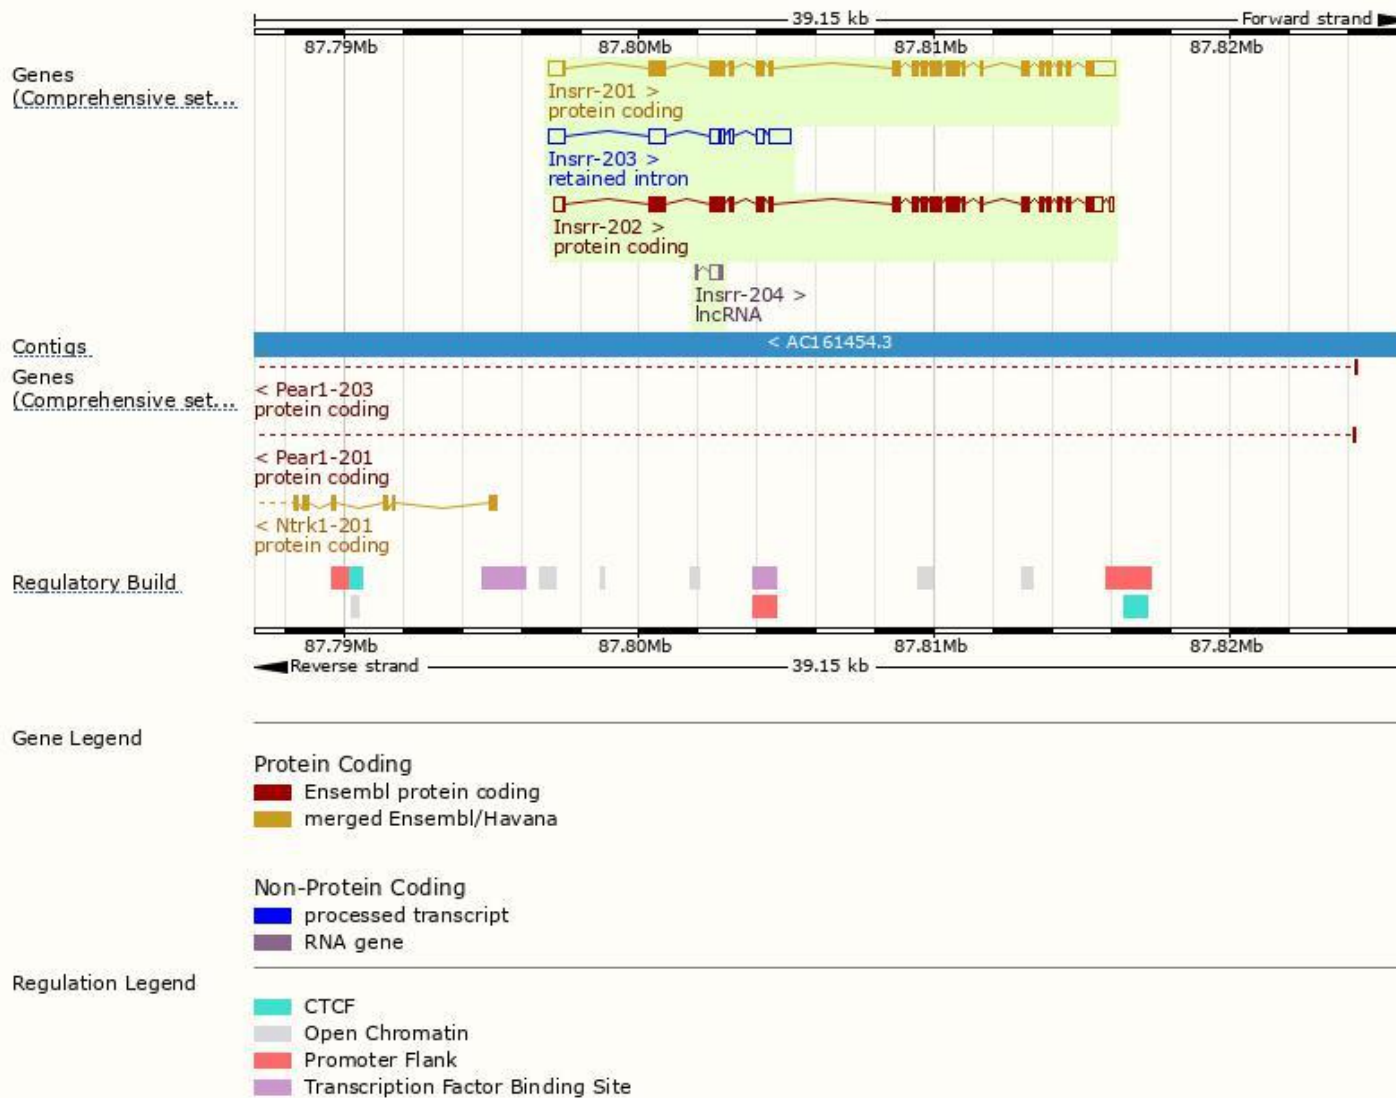 39.15 kb
Forward strand
87.79Mb 87.80Mb 87.81Mb 87.82Mb
Genes
(Comprehensive set...
Insrr-201 >
protein coding
Insrr-203 >
retained intron
Insrr-202 >
protein coding
Insrr-204 >
lncRNA
Contigs
< AC161454.3
Genes
(Comprehensive set...
< Pear1-203
protein coding
< Pear1-201
protein coding
< Ntrk1-201
protein coding
Regulatory Build
87.79Mb 87.80Mb 87.81Mb 87.82Mb
Reverse strand
39.15 kb
Gene Legend
Protein Coding
Ensembl protein coding
merged Ensembl/Havana
Non-Protein Coding
processed transcript
RNA gene
Regulation Legend
CTCF
Open Chromatin
Promoter Flank
Transcription Factor Binding Site